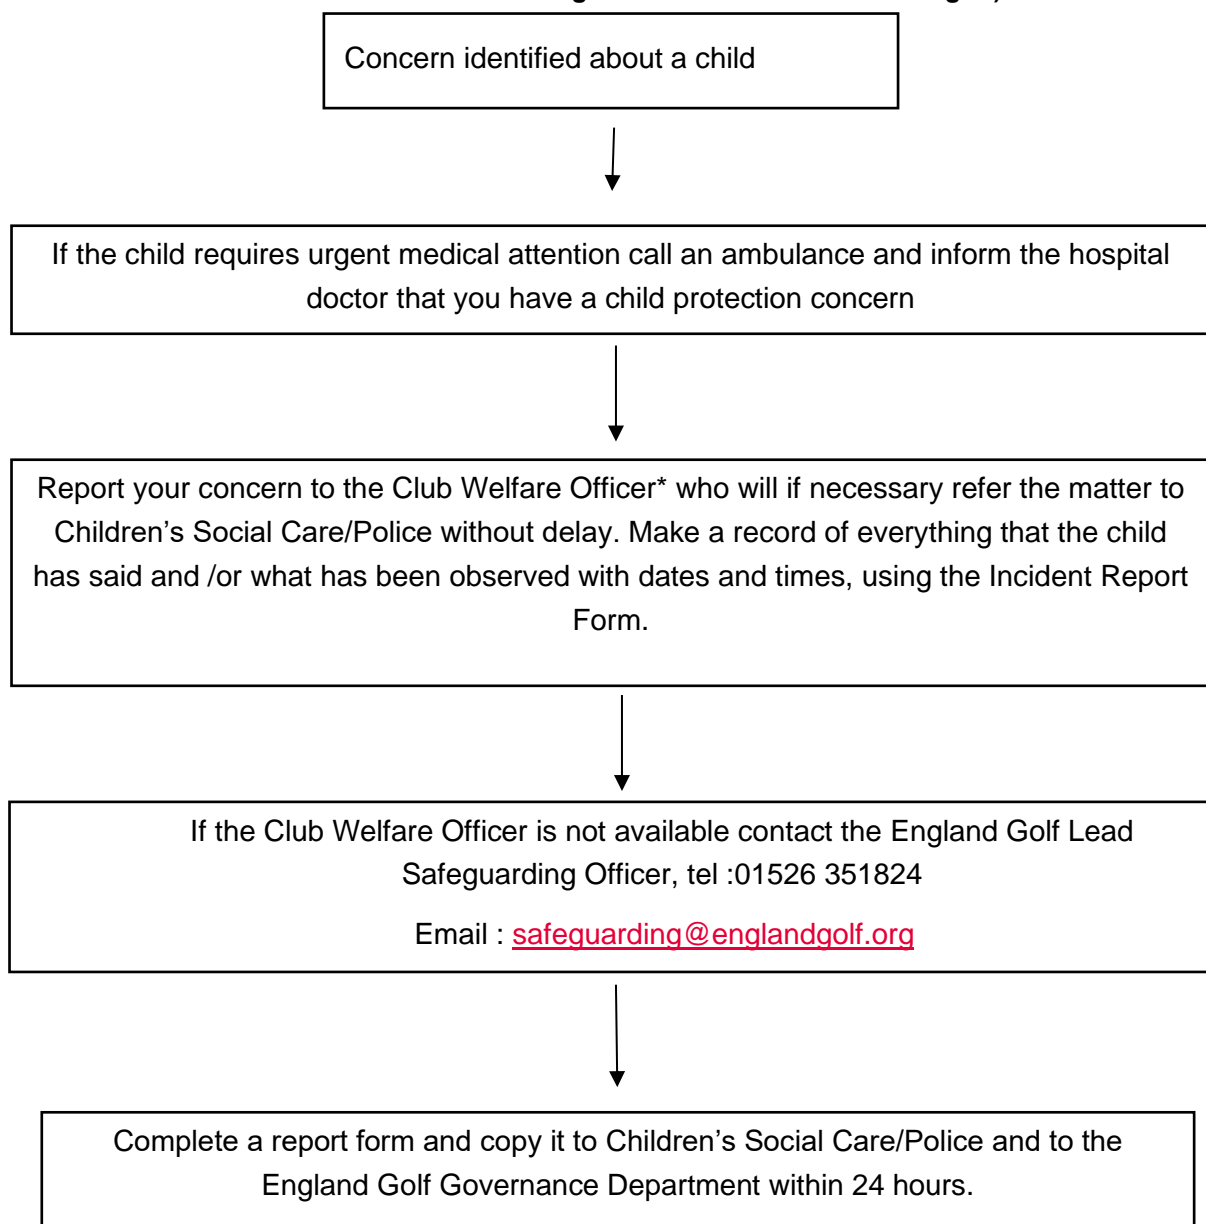 Concern identified about a child
If the child requires urgent medical attention call an ambulance and inform the hospital
doctor that you have a child protection concern
Report your concern to the Club Welfare Officer* who will if necessary refer the matter to
Children’s Social Care/Police without delay. Make a record of everything that the child
has said and /or what has been observed with dates and times, using the Incident Report
Form.
If the Club Welfare Officer is not available contact the England Golf Lead
Safeguarding Officer, tel :01526 351824
Email : safeguarding@englandgolf.org
Complete a report form and copy it to Children’s Social Care/Police and to the
England Golf Governance Department within 24 hours.